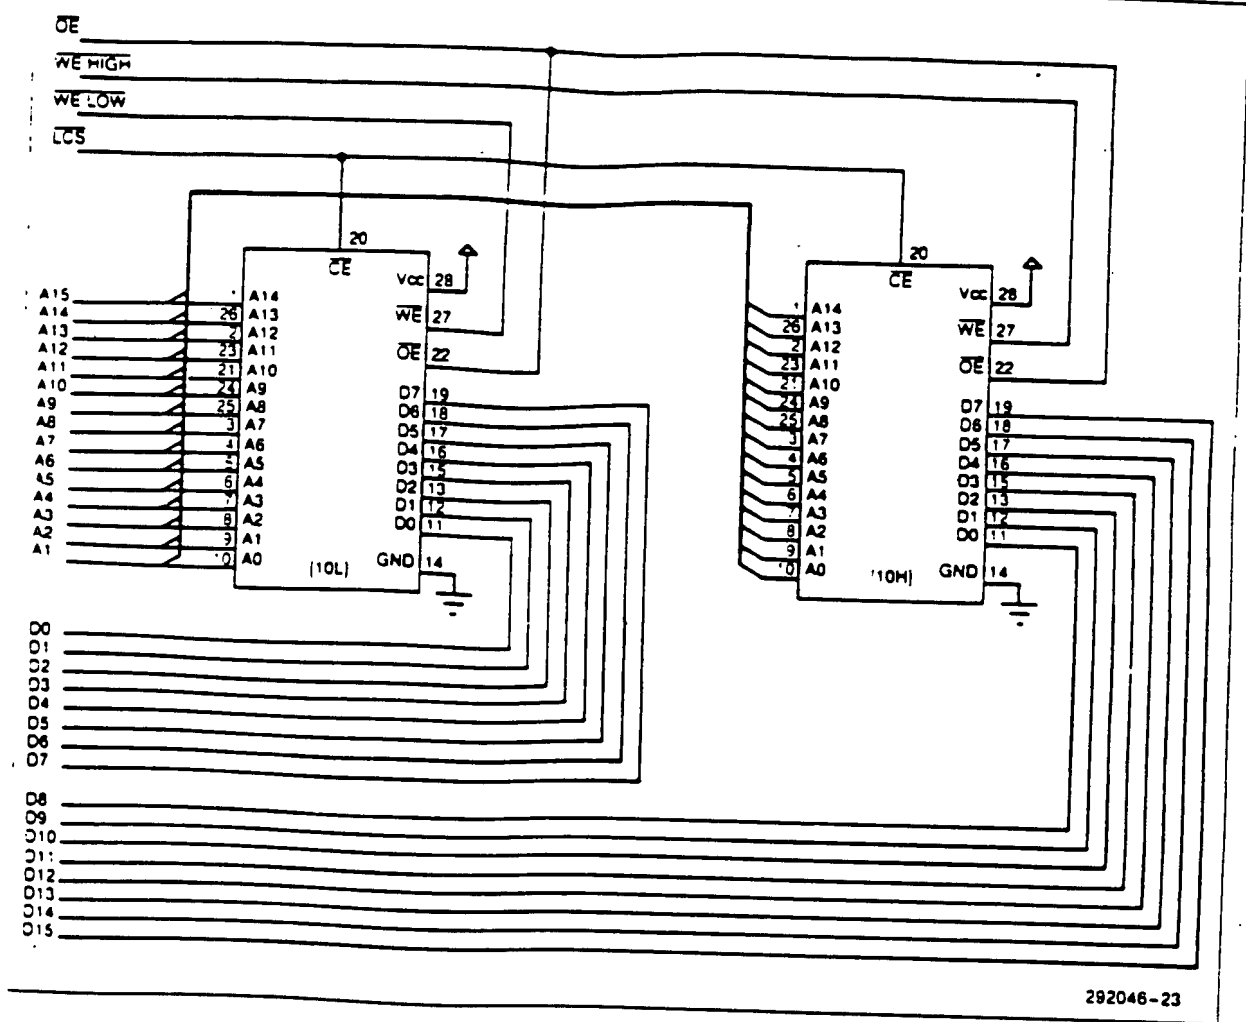 OE
WE HIGH
WE LOW
LCS
20
CE
Vcc 28
WE 27
OE 22
A15
A14
A13
A12
A11
A10
A9
A8
A7
A6
A5
A4
A3
A2
A1
26
2
23
21
24
25
3
4
5
6
7
8
9
10
A14
A13
A12
A11
A10
A9
A8
A7
A6
A5
A4
A3
A2
A1
A0
D7 19
D6 18
D5 17
D4 16
D3 15
D2 13
D1 12
D0 11
GND 14
(10L)
20
CE
Vcc 28
WE 27
OE 22
1 A14
26 A13
2 A12
23 A11
21 A10
24 A9
25 A8
3 A7
4 A6
5 A5
6 A4
7 A3
8 A2
9 A1
10 A0
D7 19
D6 18
D5 17
D4 16
D3 15
D2 13
D1 12
D0 11
GND 14
(10H)
D0
D1
D2
D3
D4
D5
D6
D7
D8
D9
D10
D11
D12
D13
D14
D15
292046-23